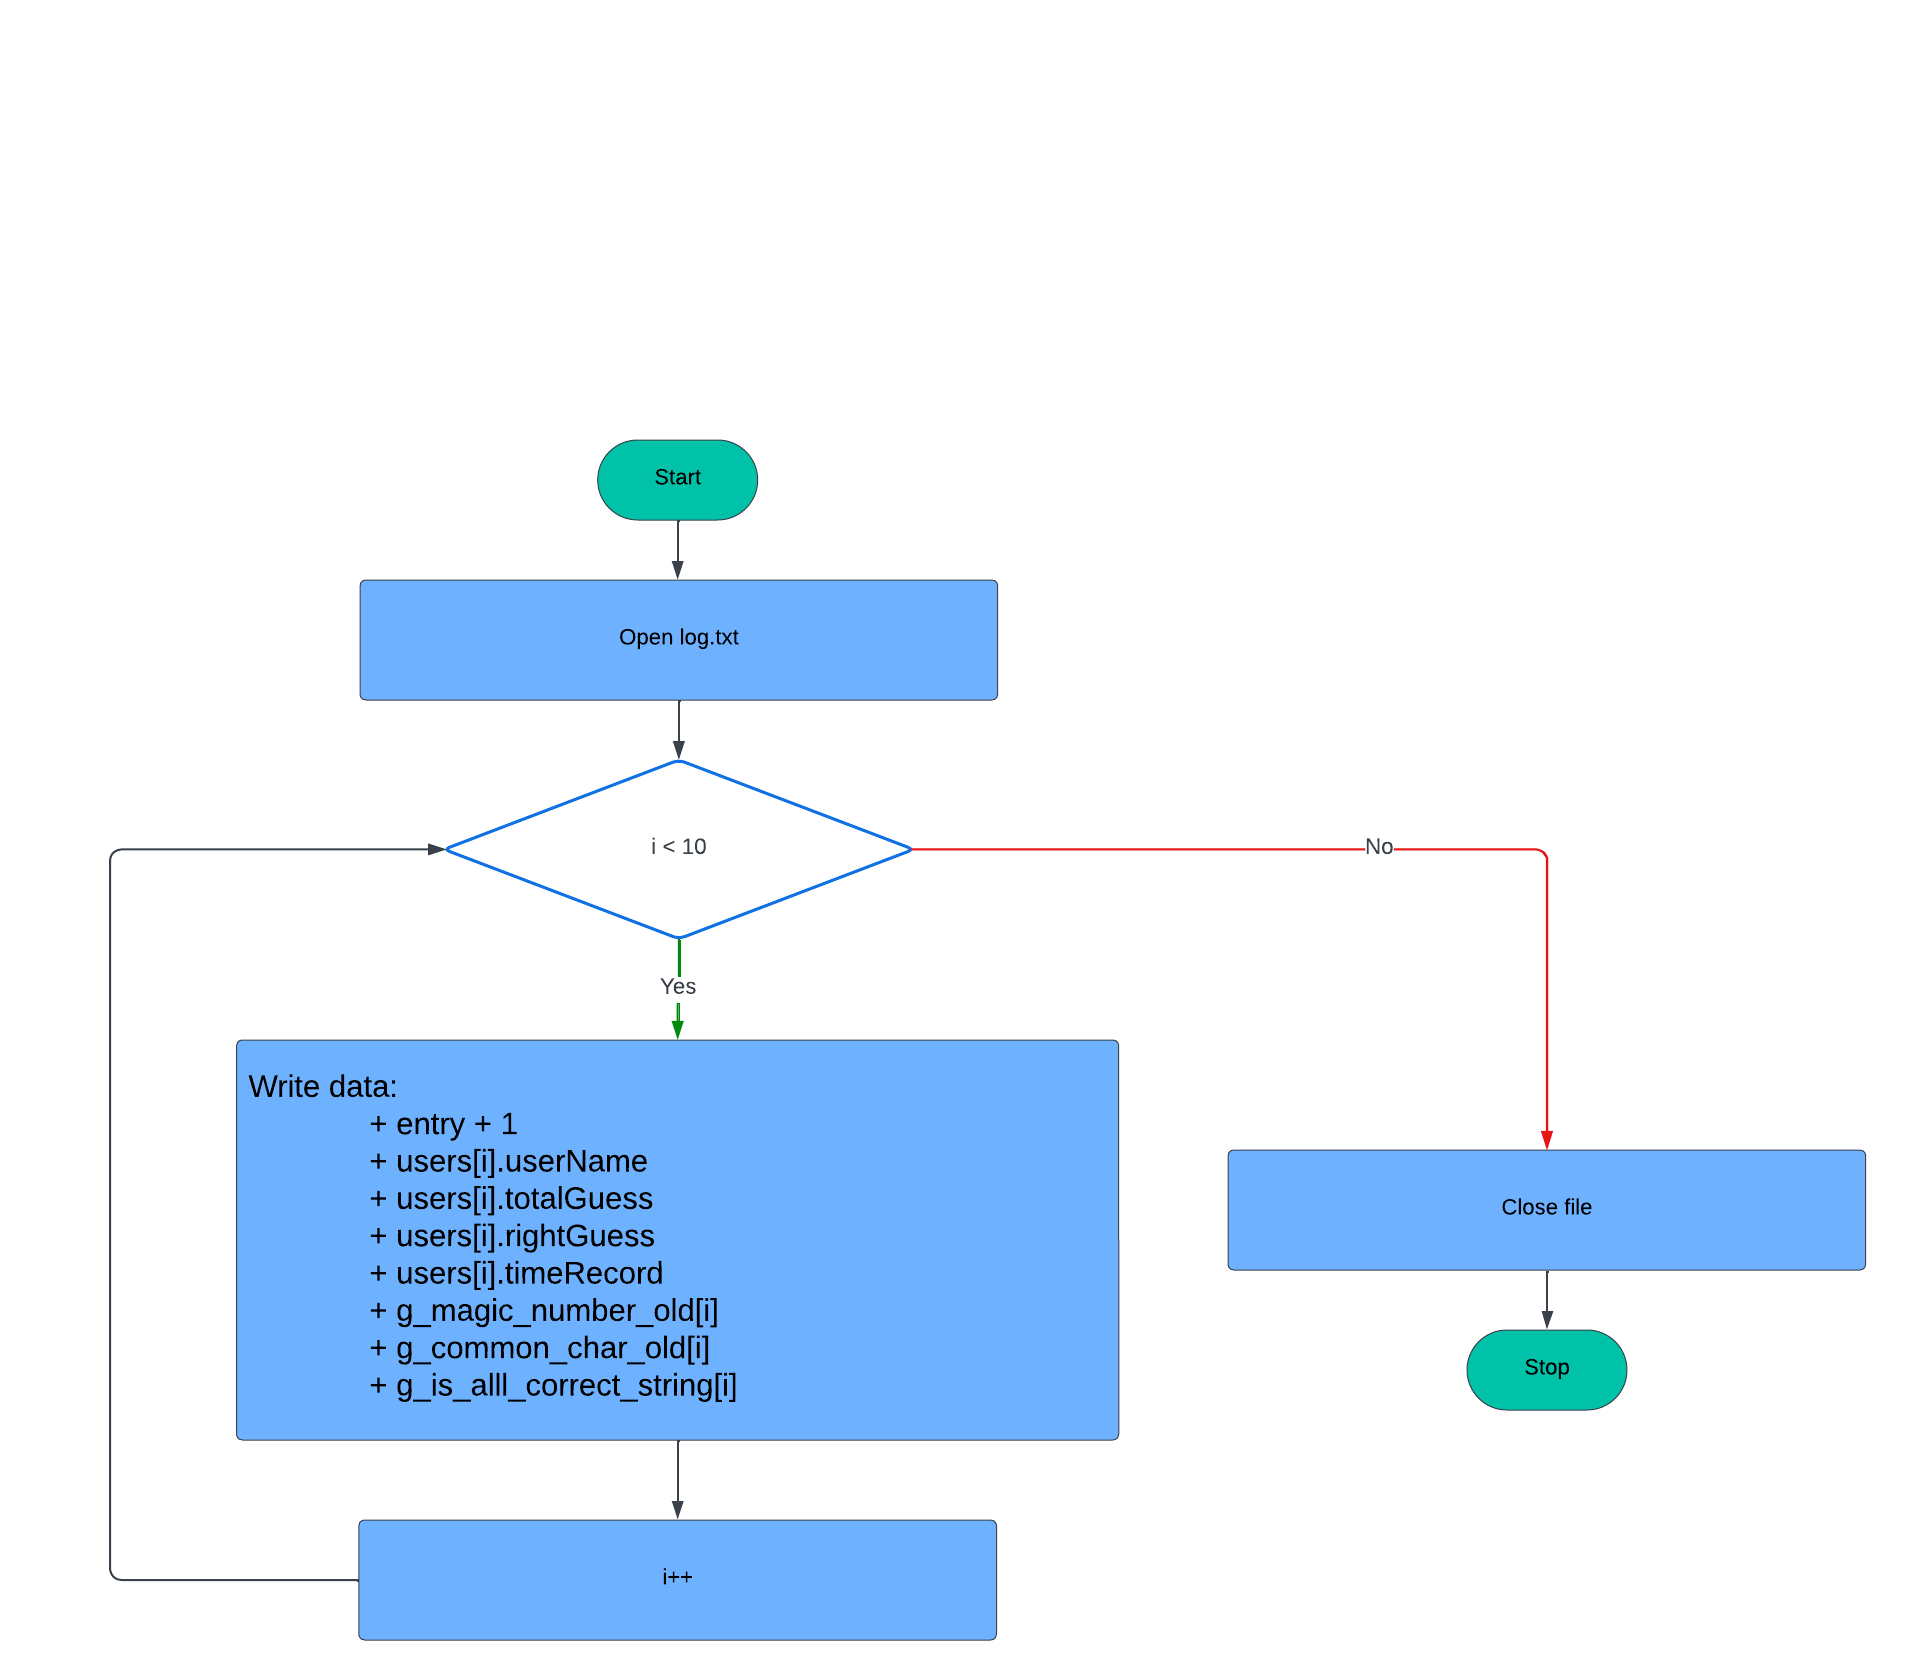 Start
Open log.txt
i < 10
No
Yes
Write data:
+ entry + 1
+ users[i].userName
+ users[i].totalGuess
+ users[i].rightGuess
+ users[i].timeRecord
+ g_magic_number_old[i]
+ g_common_char_old[i]
+ g_is_alll_correct_string[i]
Close file
Stop
i++